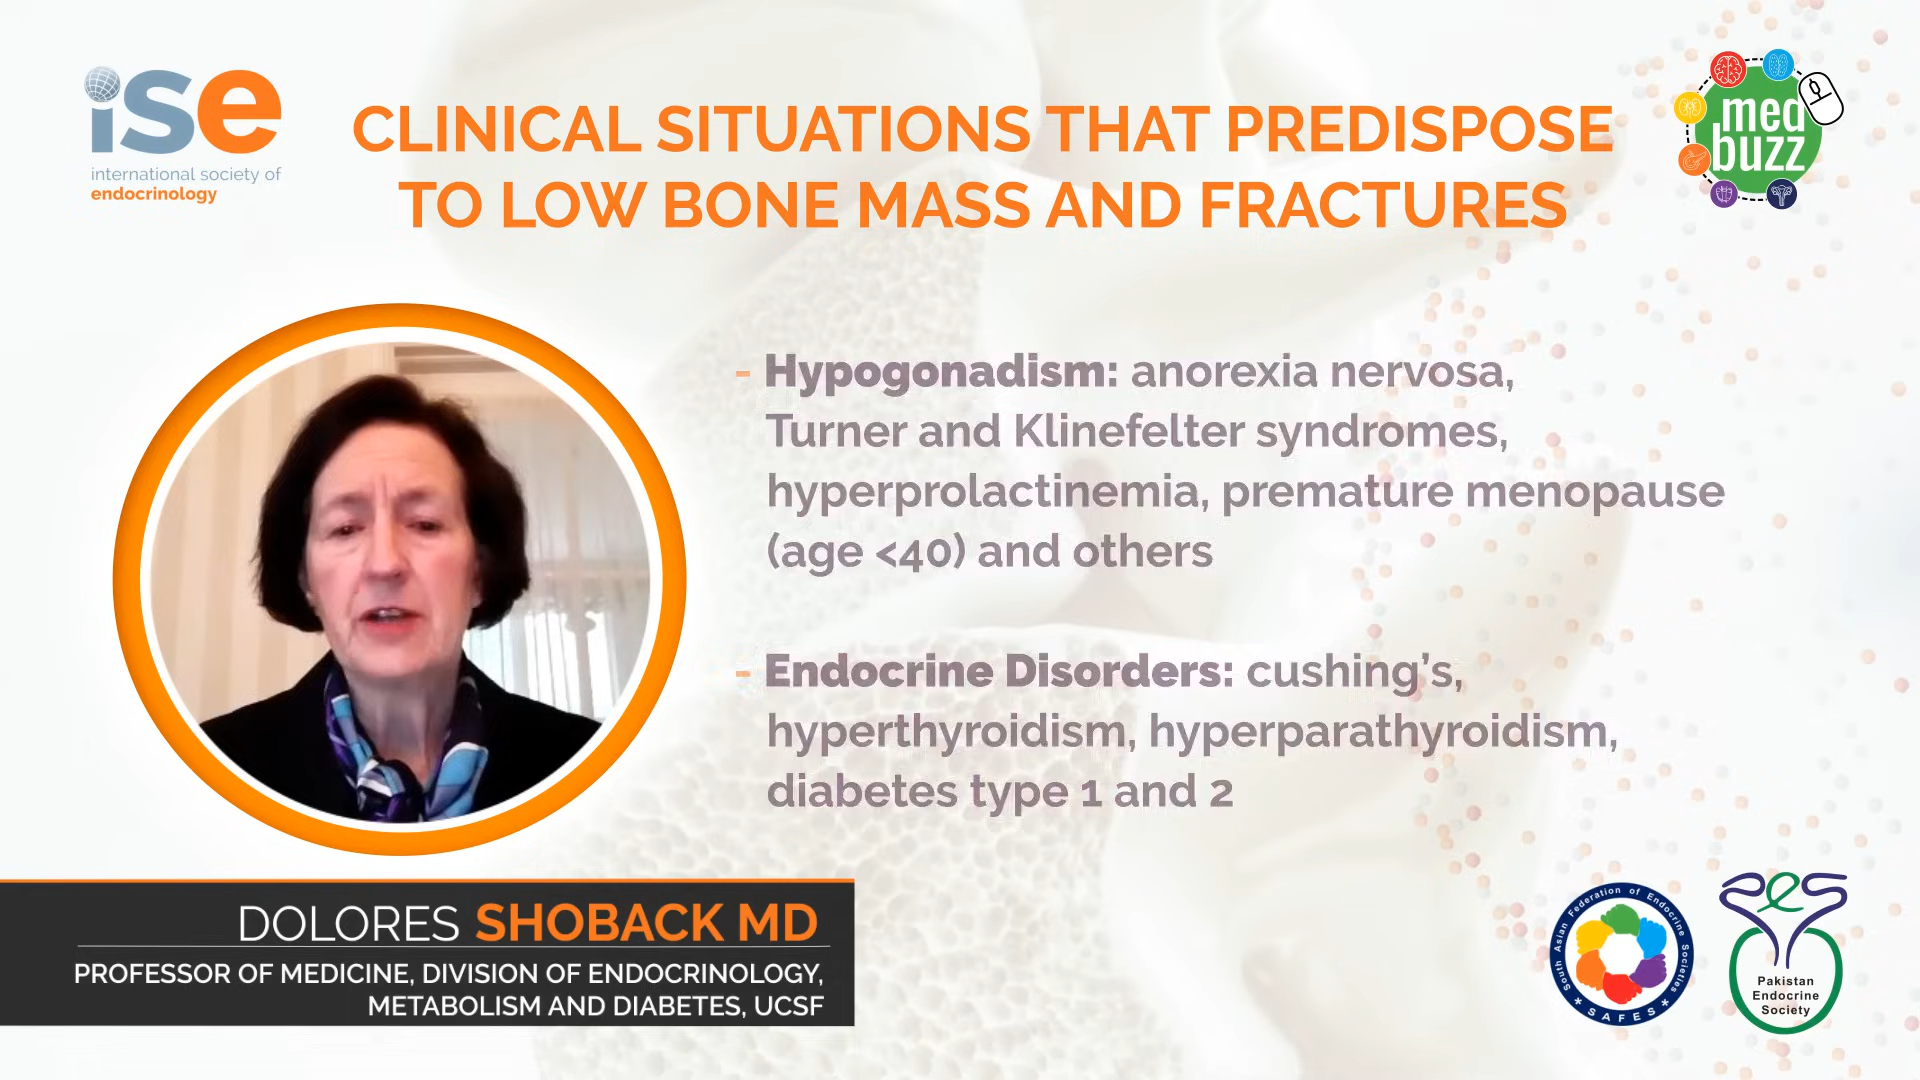 ise
international society of
endocrinology
CLINICAL SITUATIONS THAT PREDISPOSE
TO LOW BONE MASS AND FRACTURES
med
buzz
- Hypogonadism: anorexia nervosa,
Turner and Klinefelter syndromes,
hyperprolactinemia, premature menopause
(age <40) and others
- Endocrine Disorders: cushing's,
hyperthyroidism, hyperparathyroidism,
diabetes type 1 and 2
DOLORES SHOBACK MD
PROFESSOR OF MEDICINE, DIVISION OF ENDOCRINOLOGY,
METABOLISM AND DIABETES, UCSF
South Asian Federation of Endocrine Societies
SAFES
PES
Pakistan
Endocrine
Society